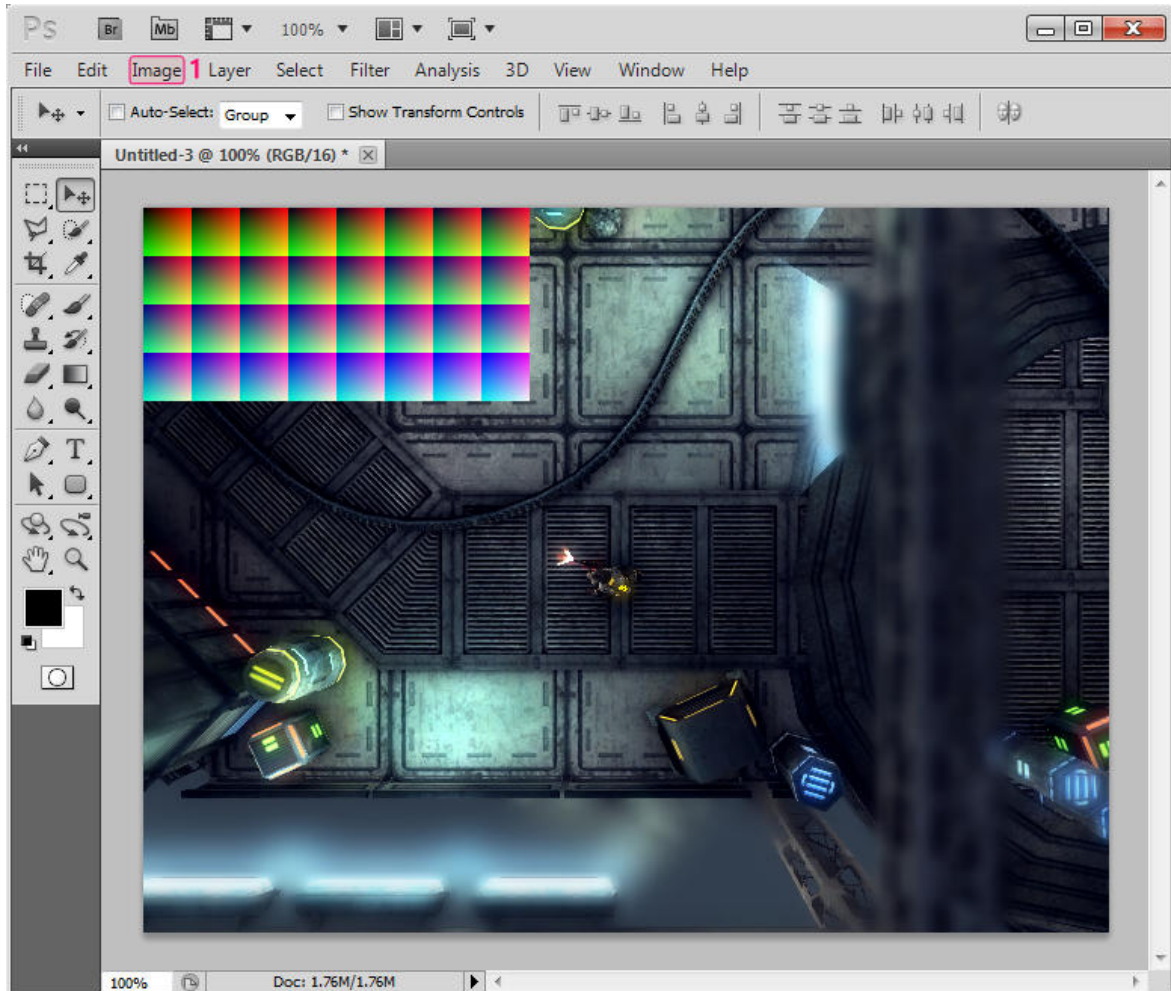 Ps Br Mb 100%
File Edit Image 1 Layer Select Filter Analysis 3D View Window Help
Auto-Select: Group Show Transform Controls
Untitled-3 @ 100% (RGB/16) *
T
100% Doc: 1.76M/1.76M